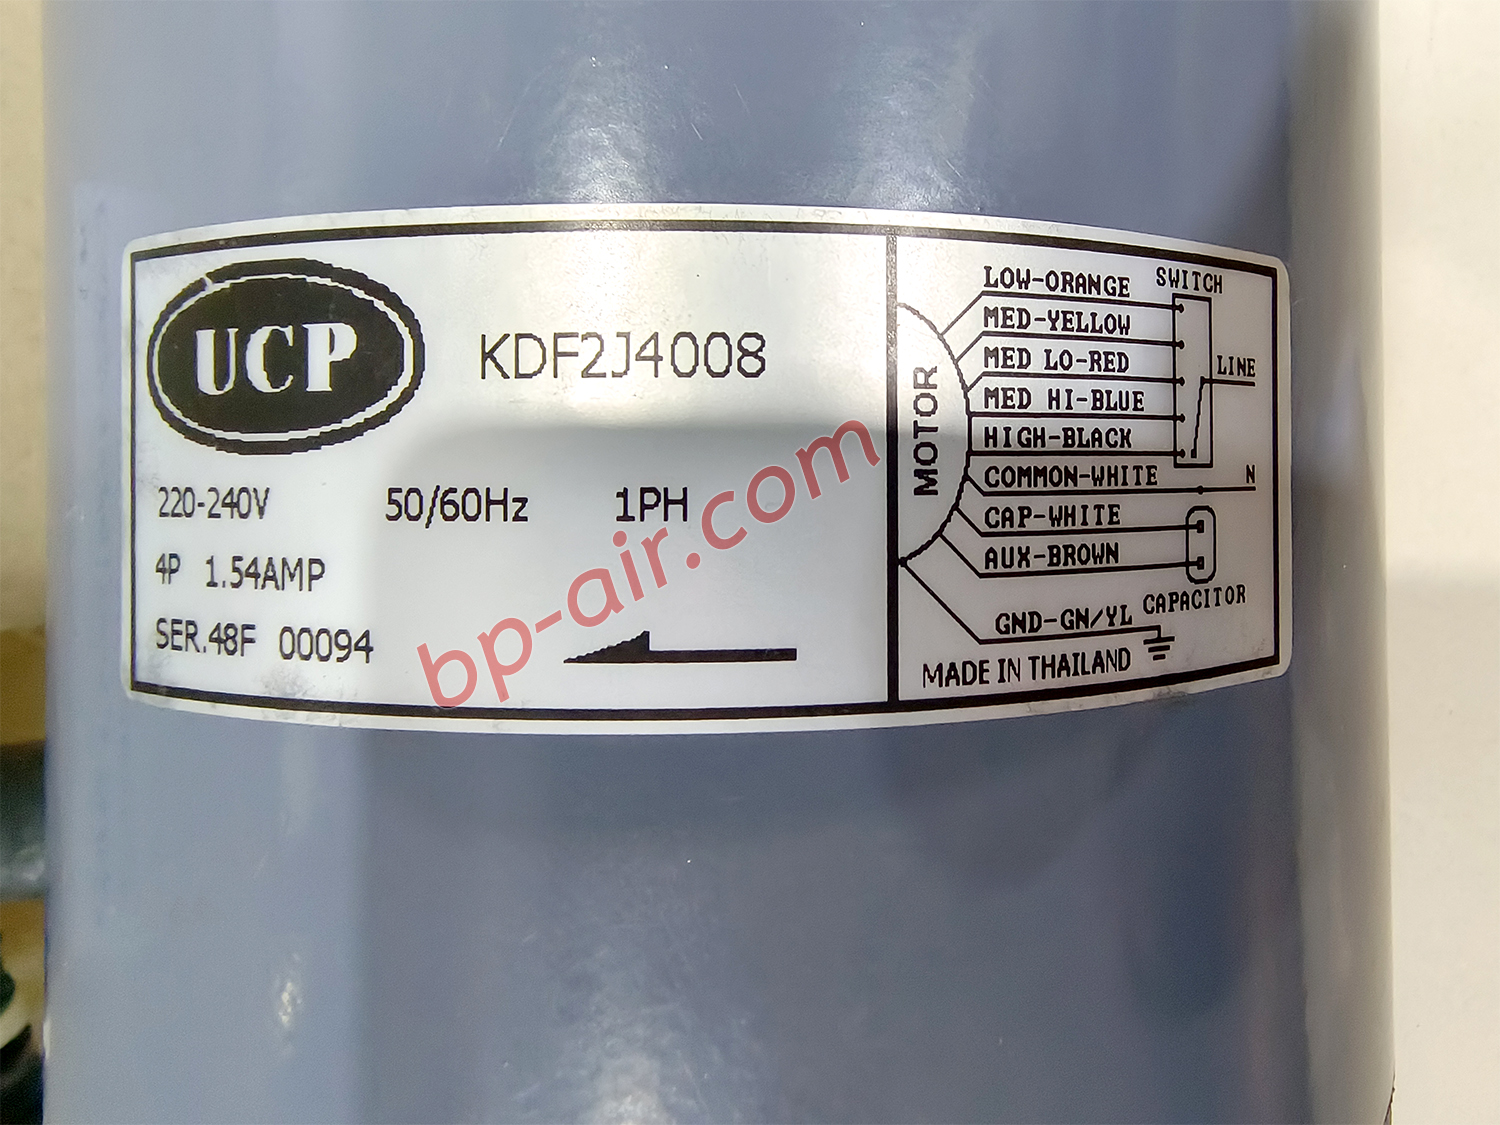 UCP
KDF2J4008
220-240V 50/60Hz 1PH
4P 1.54AMP
SER.48F 00094
MOTOR
LOW-ORANGE
MED-YELLOW
MED LO-RED
MED HI-BLUE
HIGH-BLACK
COMMON-WHITE
CAP-WHITE
AUX-BROWN
GND-GN/YL
SWITCH
LINE
N
CAPACITOR
MADE IN THAILAND
bp-air.com